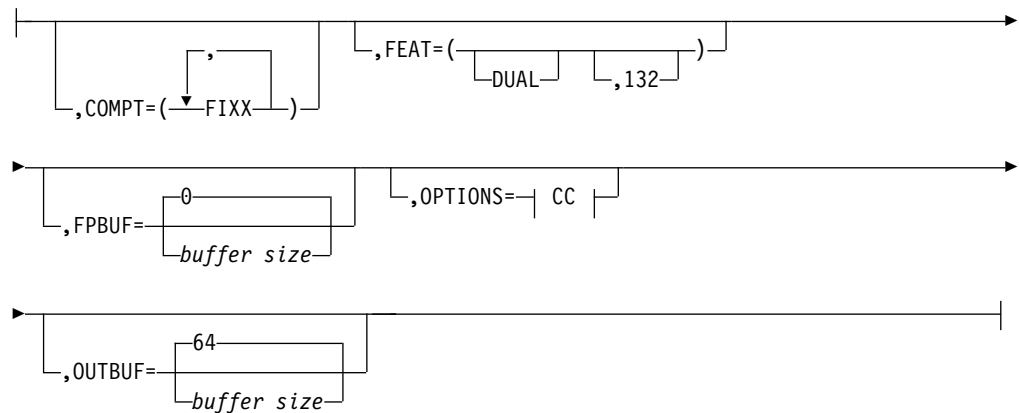 ,
,COMPT=( FIXX )
,FEAT=( )
DUAL ,132
0
,FPBUF=
buffer size
,OPTIONS= CC
64
,OUTBUF=
buffer size